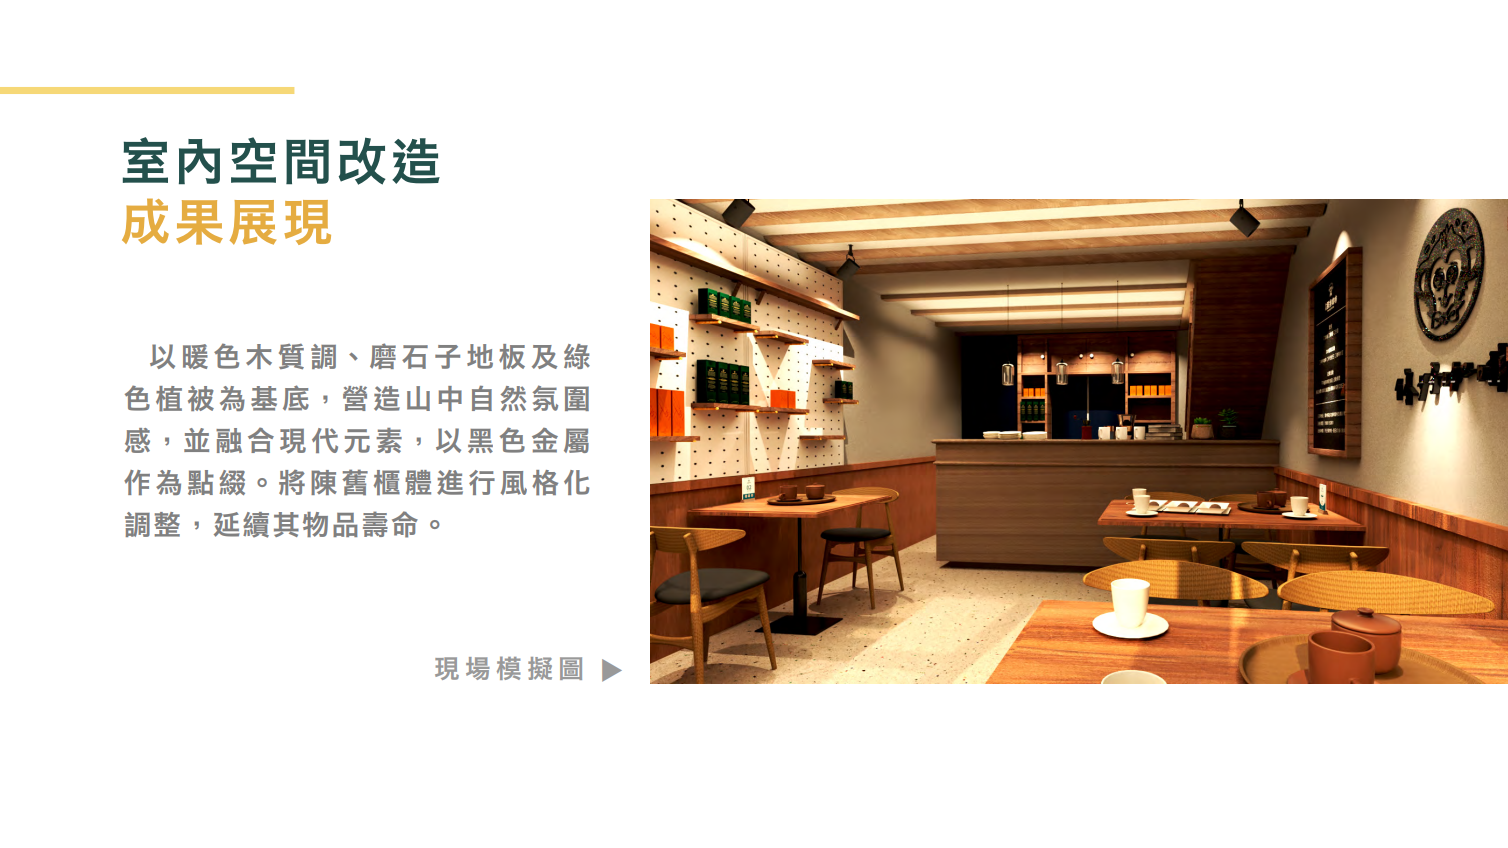 室內空間改造
成果展現
以暖色木質調、磨石子地板及綠
色植被為基底，營造山中自然氛圍
感，並融合現代元素，以黑色金屬
作為點綴。將陳舊櫃體進行風格化
調整，延續其物品壽命。
現場模擬圖 ▶